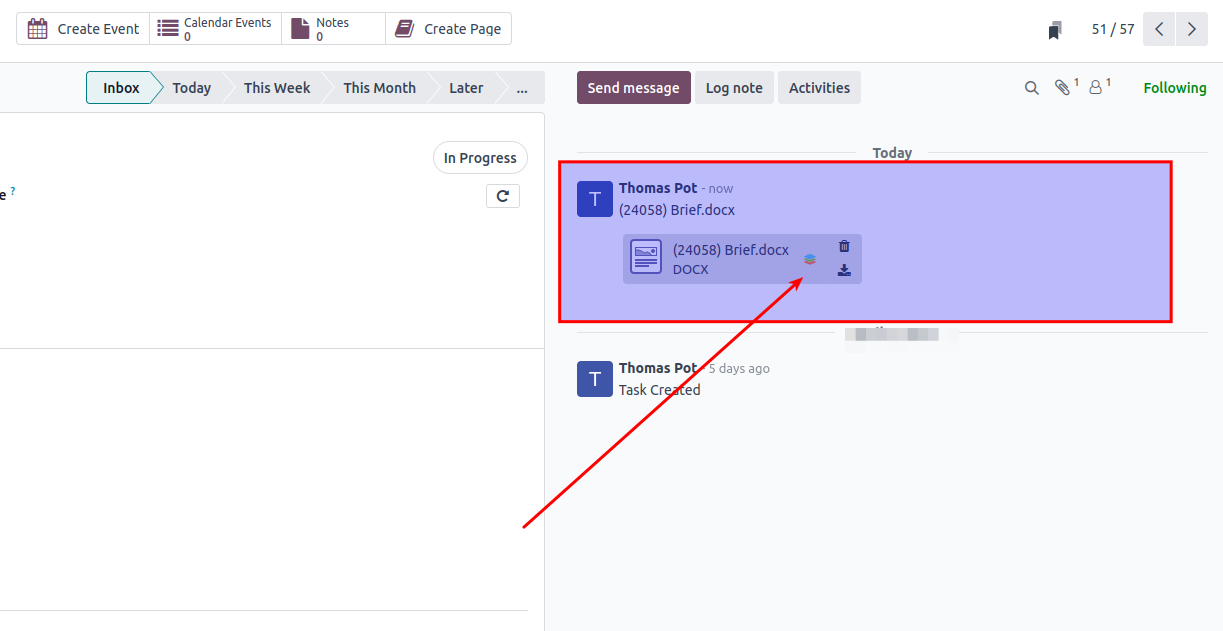 Create Event
Calendar Events
0
Notes
0
Create Page
51 / 57
Inbox
Today
This Week
This Month
Later
...
Send message
Log note
Activities
1
1
Following
In Progress
e ?
Today
T
Thomas Pot - now
(24058) Brief.docx
(24058) Brief.docx
DOCX
T
Thomas Pot - 5 days ago
Task Created